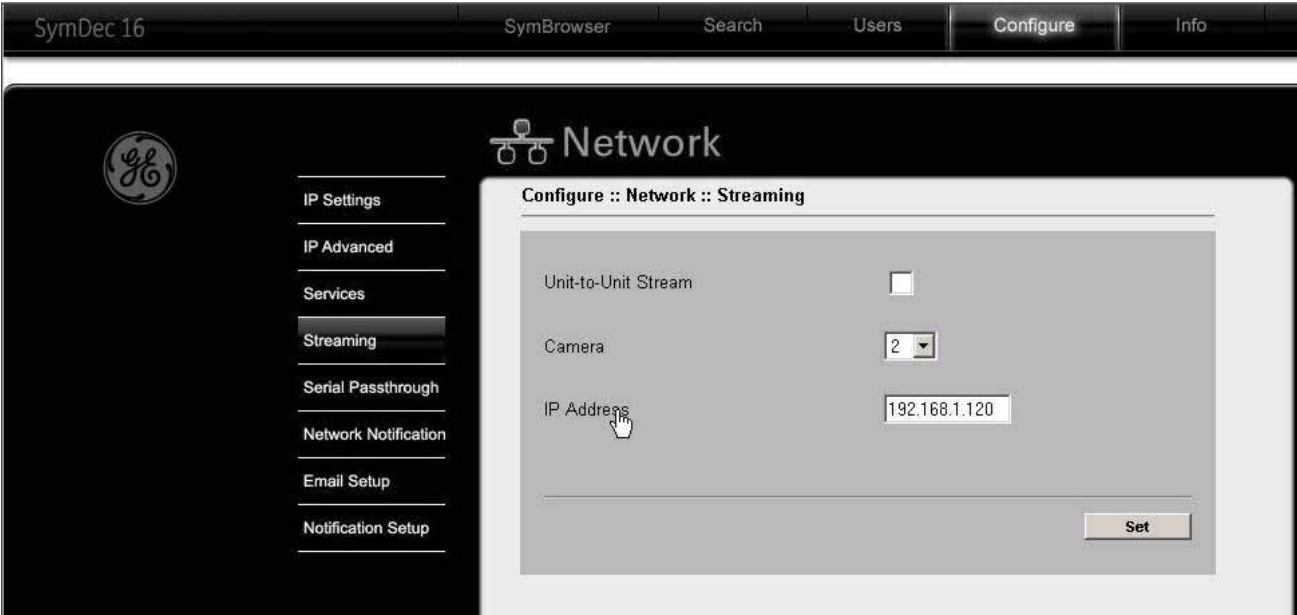 SymDec 16
SymBrowser
Search
Users
Configure
Info
GE
Network
IP Settings
IP Advanced
Services
Streaming
Serial Passthrough
Network Notification
Email Setup
Notification Setup
Configure :: Network :: Streaming
Unit-to-Unit Stream
Camera
2
IP Address
192.168.1.120
Set